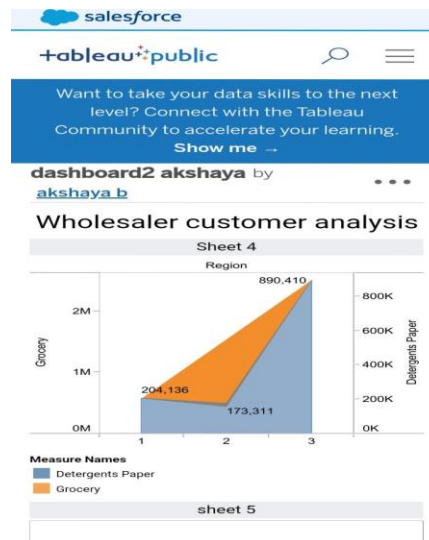 salesforce
+ableau public
Want to take your data skills to the next
level? Connect with the Tableau
Community to accelerate your learning.
Show me →
dashboard2 akshaya by
akshaya b
Wholesaler customer analysis
Sheet 4
Region
890,410
2M
800K
600K
Grocery
1M
400K
Detergents Paper
204,136
200K
173,311
0M
0K
1 2 3
Measure Names
Detergents Paper
Grocery
sheet 5